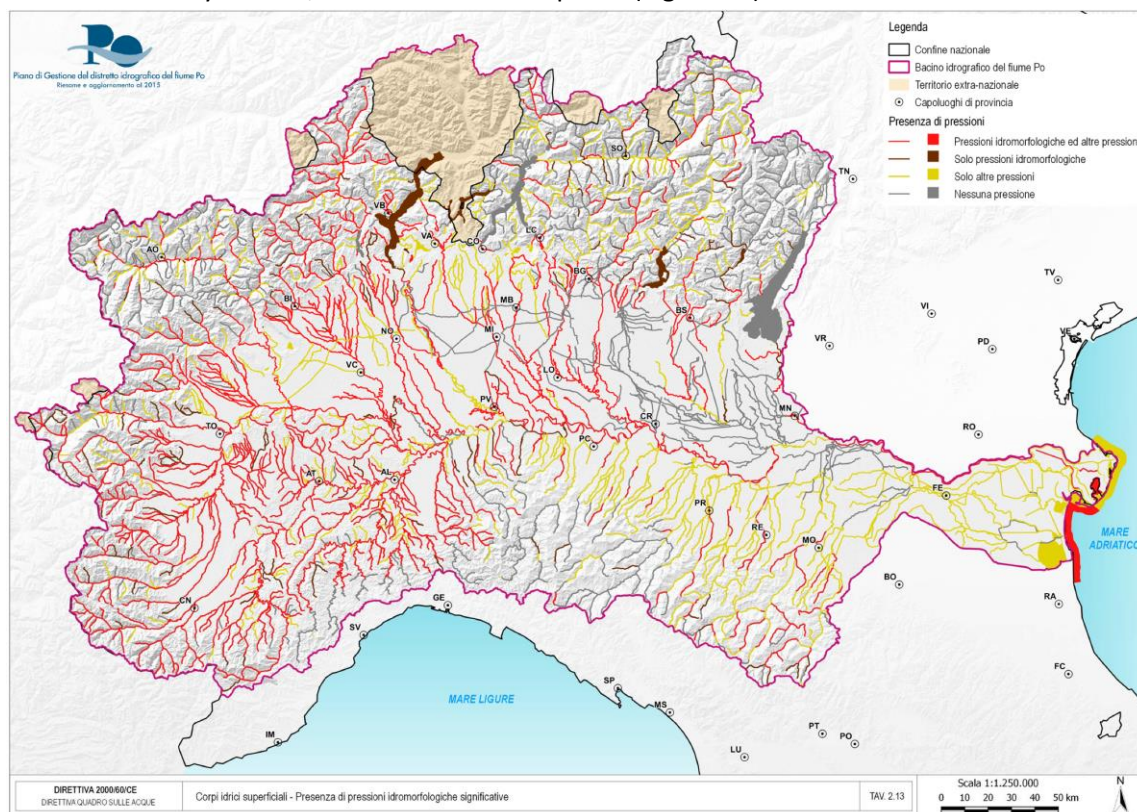 Po
Piano di Gestione del distretto idrografico del fiume Po
Riesame e aggiornamento al 2015
Legenda
Confine nazionale
Bacino idrografico del fiume Po
Territorio extra-nazionale
Capoluoghi di provincia
Presenza di pressioni
Pressioni idromorfologiche ed altre pressioni
Solo pressioni idromorfologiche
Solo altre pressioni
Nessuna pressione
SO
TN
VB
VA
CO
LC
AO
BG
TV
BI
MB
BS
VI
VE
NO
MI
VR
PD
VC
LO
PV
CR
MN
RO
TO
PC
AT
AL
FE
PR
RE
MO
MARE
ADRIATICO
BO
CN
GE
RA
SV
FC
SP
MARE LIGURE
MS
IM
PT
PO
LU
DIRETTIVA 2000/60/CE
DIRETTIVA QUADRO SULLE ACQUE
Corpi idrici superficiali - Presenza di pressioni idromorfologiche significative
TAV. 2.13
Scala 1:1.250.000
0 10 20 30 40 50 km
N